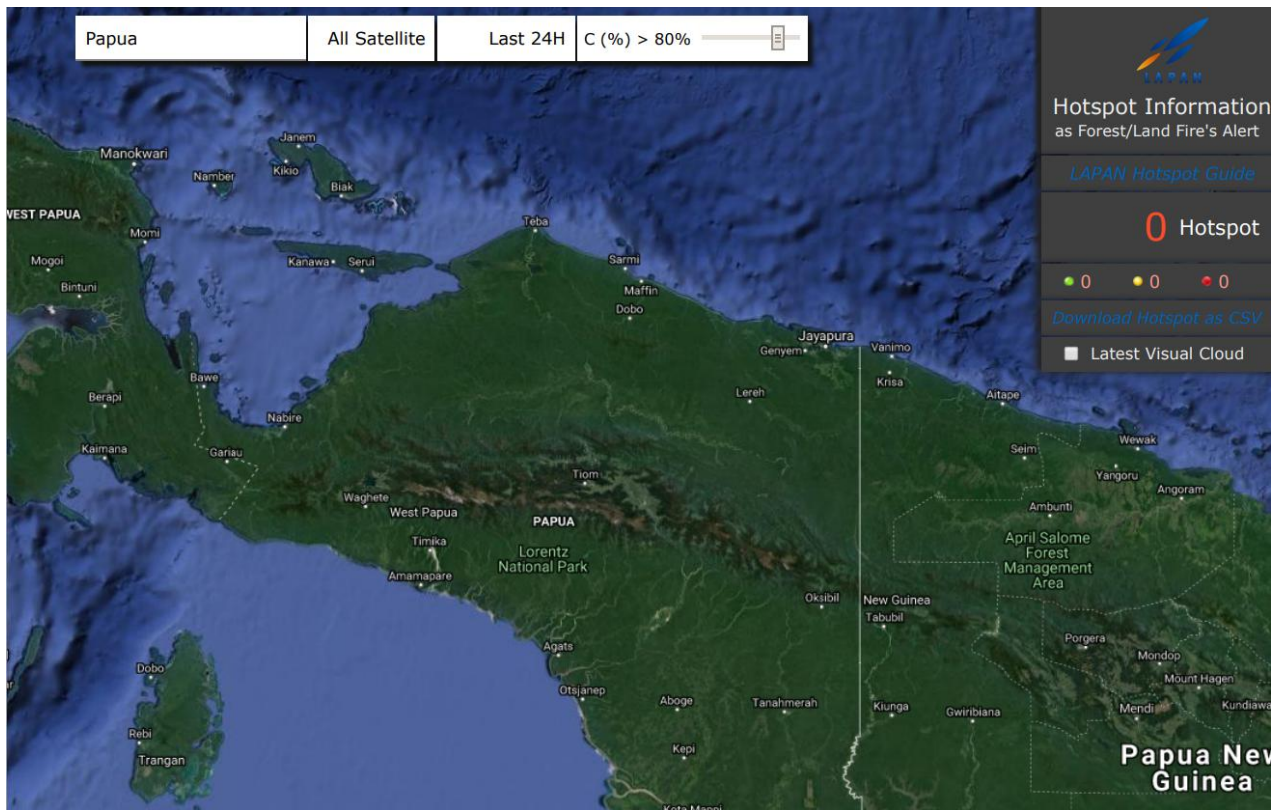 Papua
All Satellite
Last 24H
C (%) > 80%
LAPAN
Hotspot Information
as Forest/Land Fire's Alert
LAPAN Hotspot Guide
0 Hotspot
0 0 0
Download Hotspot as CSV
Latest Visual Cloud
Manokwari
Janem
Kikio
Namber
Biak
WEST PAPUA
Momi
Teba
Mogoi
Kanawa
Serui
Sarmi
Bintuni
Maffin
Dobo
Jayapura
Genyem
Vanimo
Bawe
Krisa
Berapi
Lereh
Aitape
Nabire
Kaimana
Gariau
Wewak
Seim
Yangoru
Tiom
Waghete
Angoram
West Papua
PAPUA
Ambunti
Timika
Lorentz
National Park
April Salome
Forest
Management
Area
Amamapare
Oksibil
New Guinea
Tabubil
Porgera
Agats
Mondop
Dobo
Mount Hagen
Otsjanep
Aboge
Tanahmerah
Kiunga
Gwiribiana
Mendi
Kundiawa
Rebi
Trangan
Kepi
Papua New
Guinea